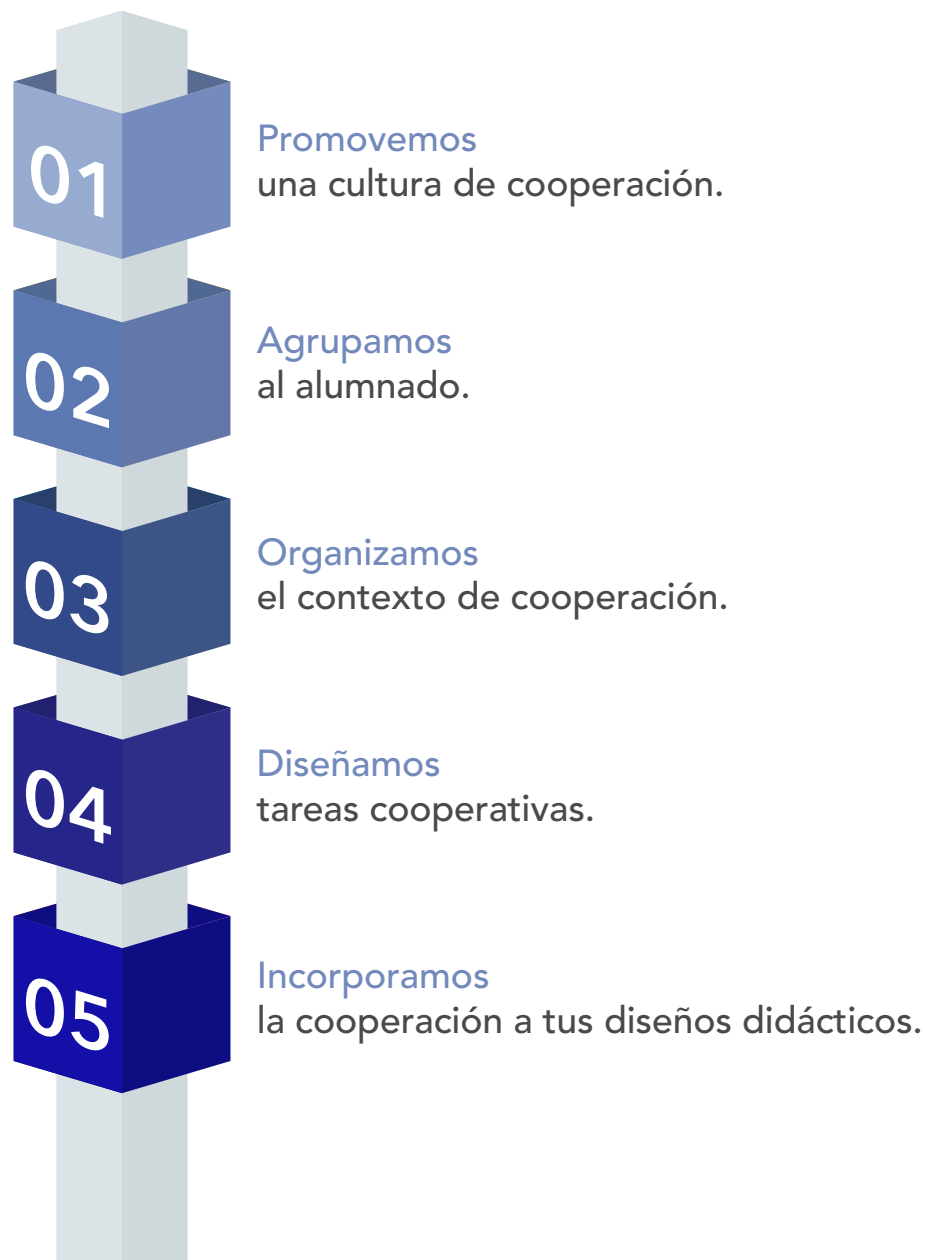 01
Promovemos
una cultura de cooperación.
02
Agrupamos
al alumnado.
03
Organizamos
el contexto de cooperación.
04
Diseñamos
tareas cooperativas.
05
Incorporamos
la cooperación a tus diseños didácticos.